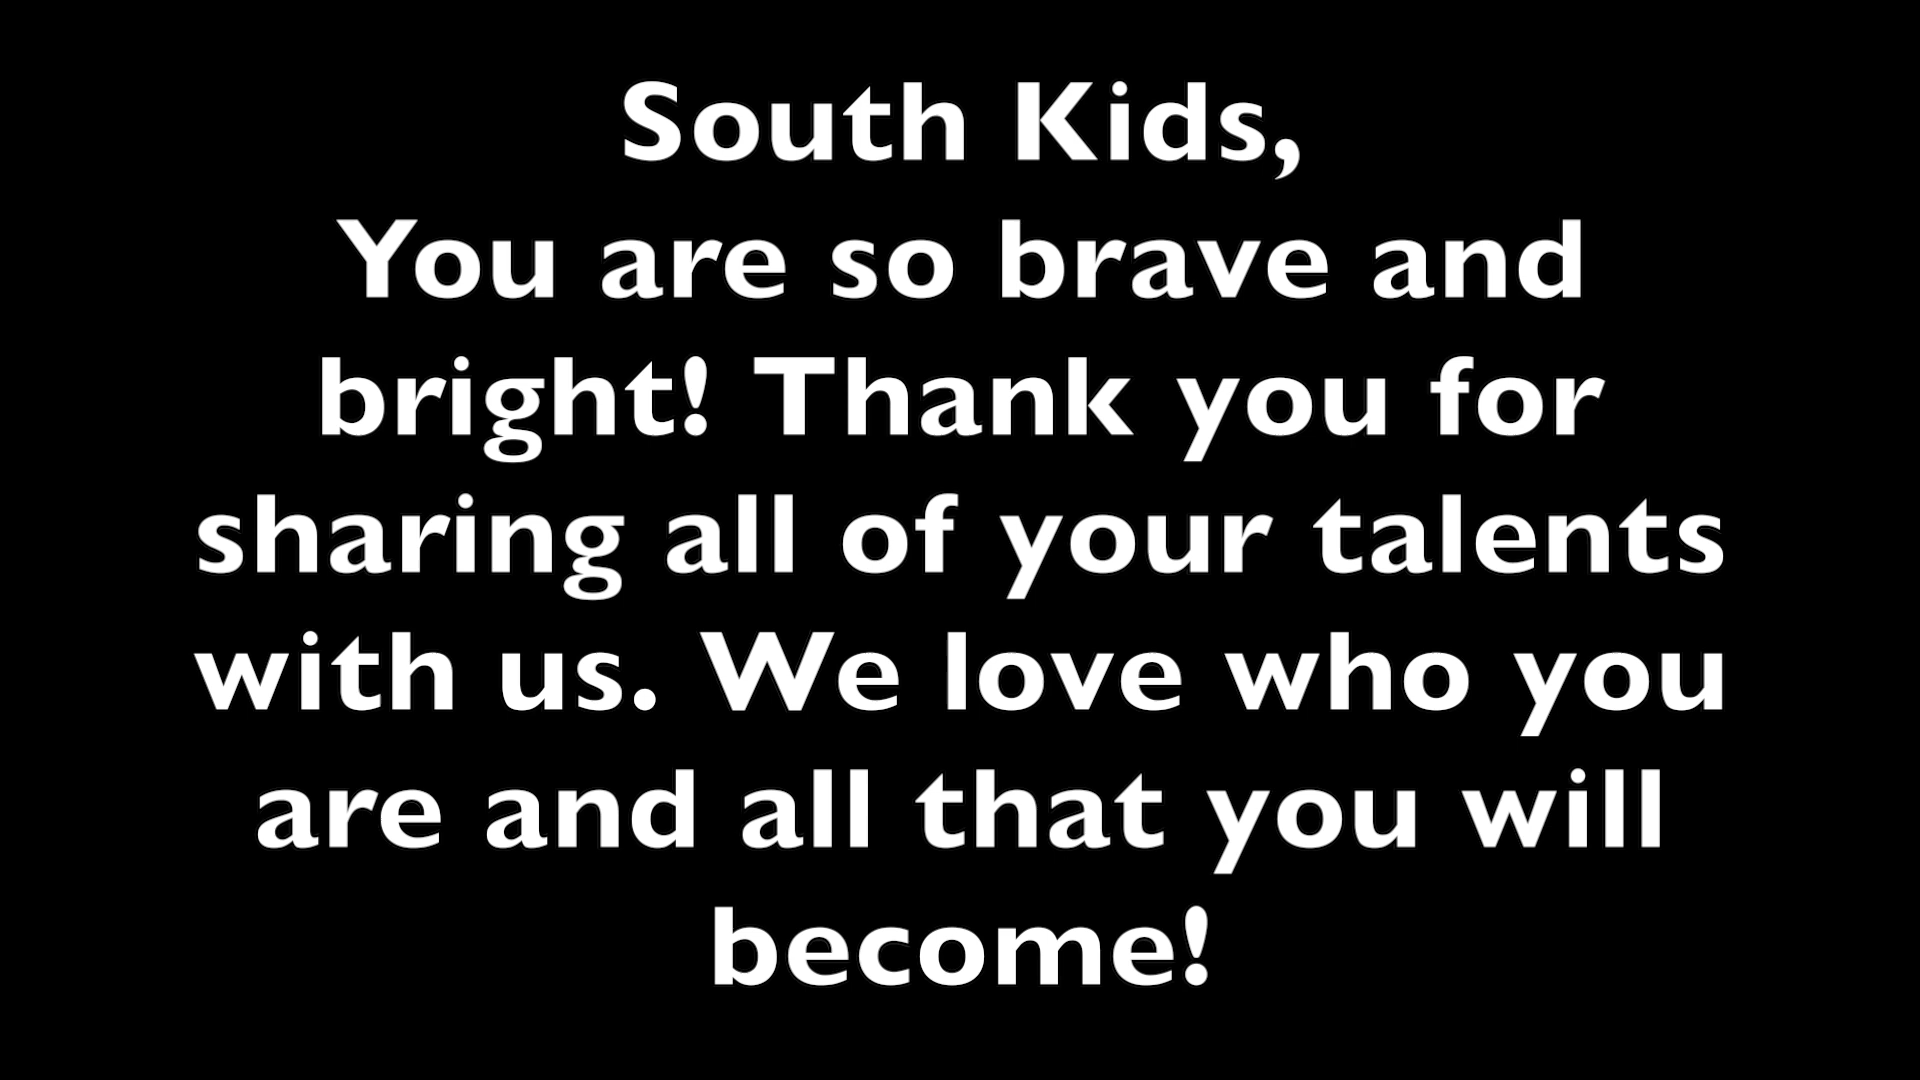 South Kids,
You are so brave and
bright! Thank you for
sharing all of your talents
with us. We love who you
are and all that you will
become!